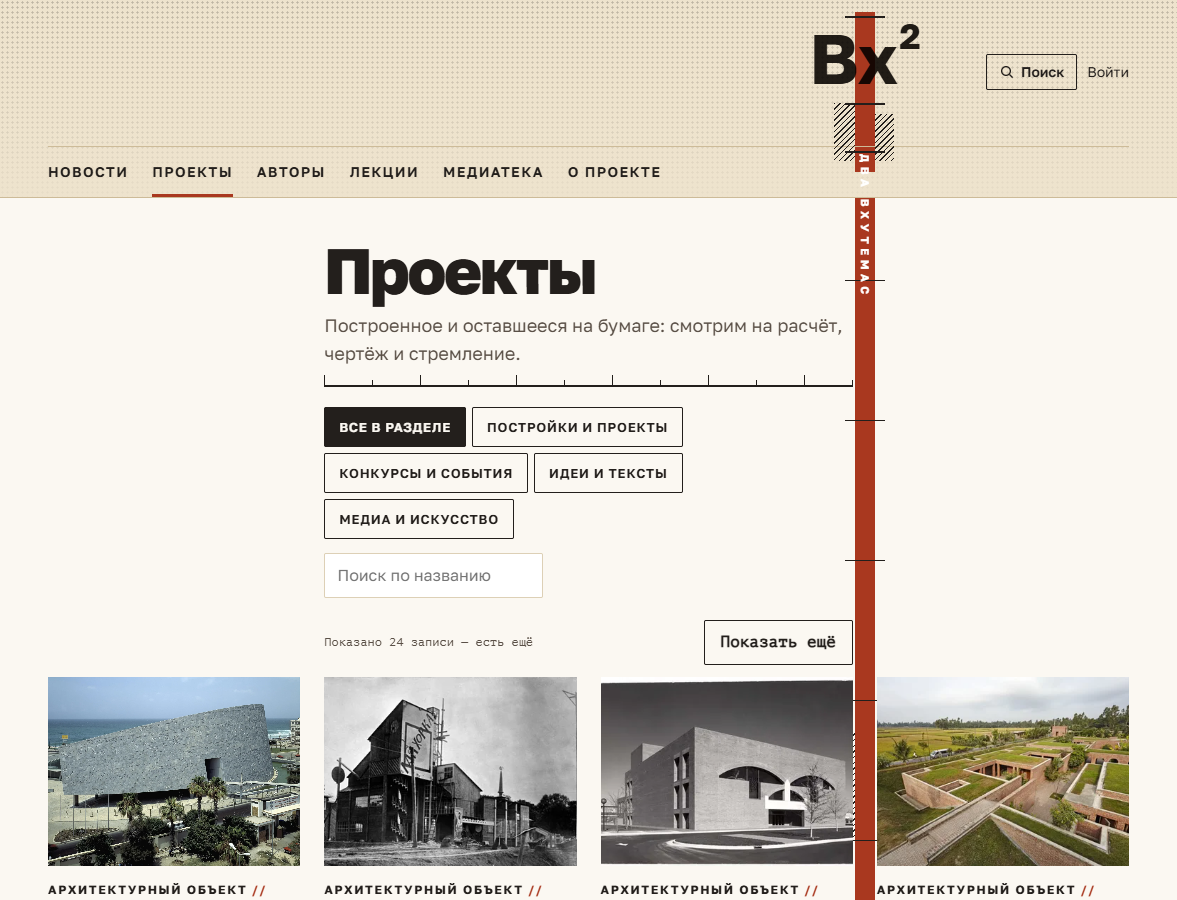 Вх²
Поиск
Войти
НОВОСТИ
ПРОЕКТЫ
АВТОРЫ
ЛЕКЦИИ
МЕДИАТЕКА
О ПРОЕКТЕ
ДВА ВХУТЕМАС
Проекты
Построенное и оставшееся на бумаге: смотрим на расчёт,
чертёж и стремление.
ВСЕ В РАЗДЕЛЕ
ПОСТРОЙКИ И ПРОЕКТЫ
КОНКУРСЫ И СОБЫТИЯ
ИДЕИ И ТЕКСТЫ
МЕДИА И ИСКУССТВО
Поиск по названию
Показано 24 записи — есть ещё
Показать ещё
АРХИТЕКТУРНЫЙ ОБЪЕКТ //
АРХИТЕКТУРНЫЙ ОБЪЕКТ //
АРХИТЕКТУРНЫЙ ОБЪЕКТ //
АРХИТЕКТУРНЫЙ ОБЪЕКТ //